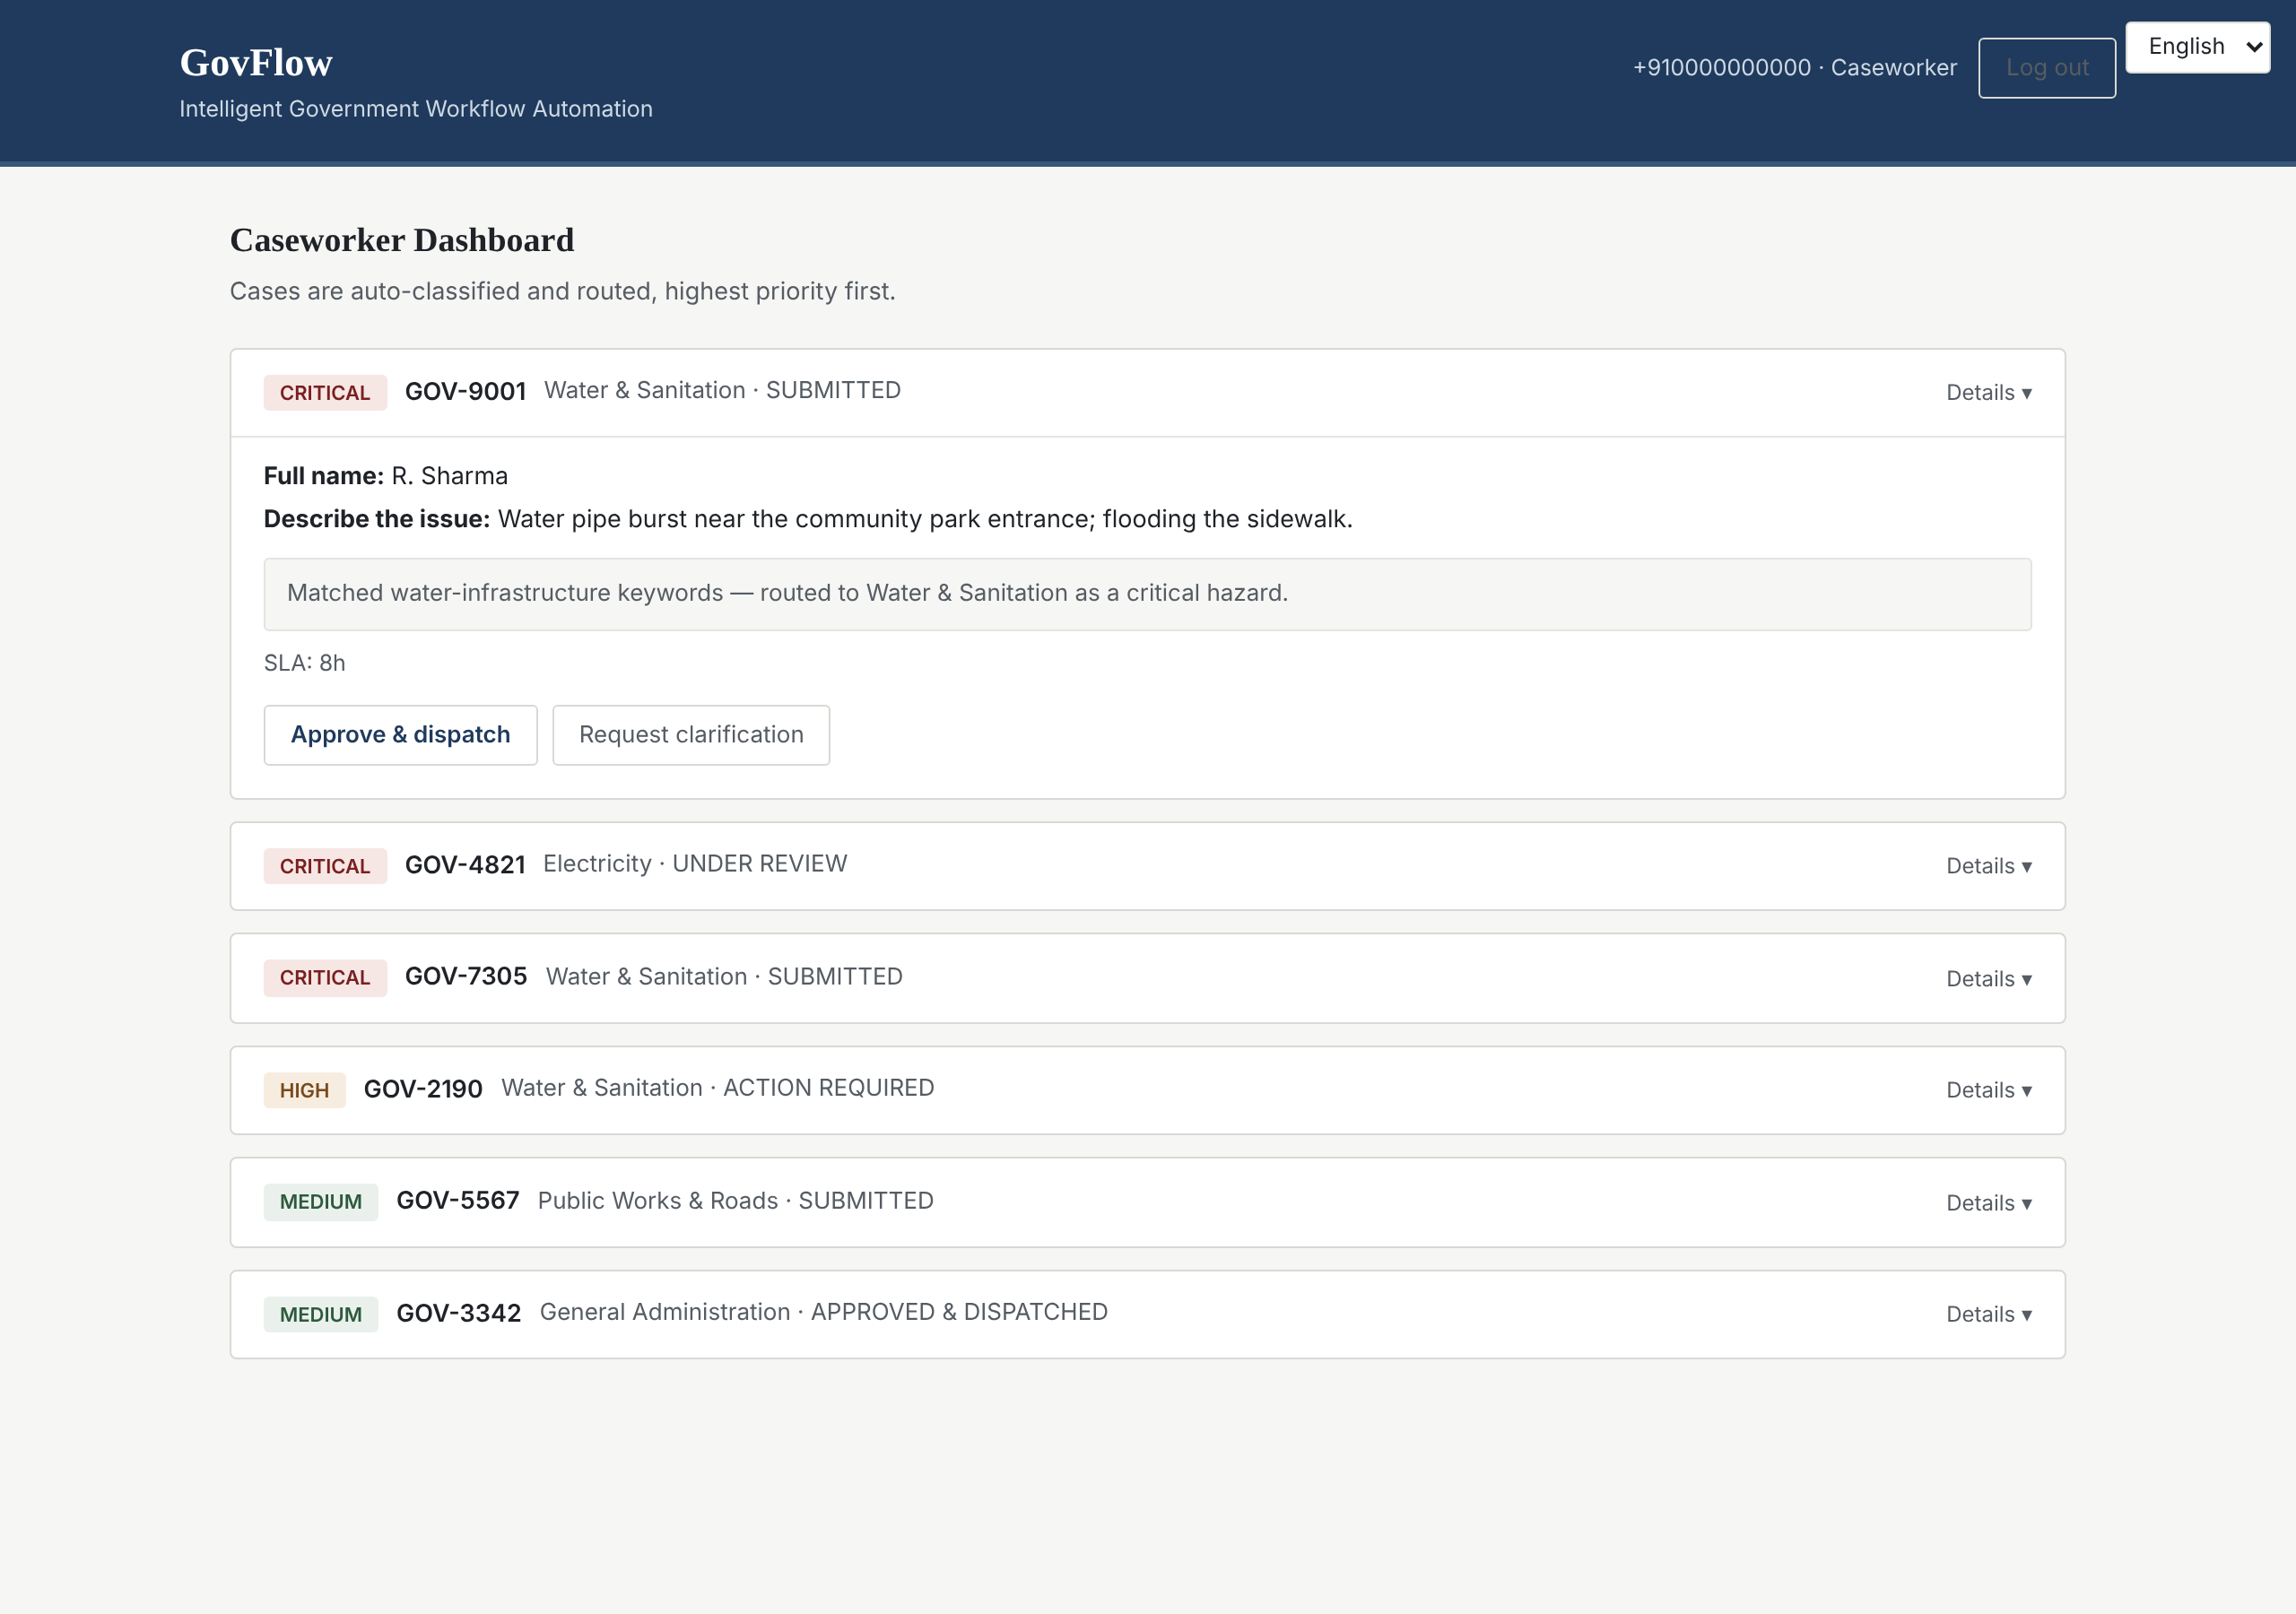 GovFlow
Intelligent Government Workflow Automation
+910000000000 · Caseworker
Log out
English
Caseworker Dashboard
Cases are auto-classified and routed, highest priority first.
CRITICAL GOV-9001 Water & Sanitation · SUBMITTED Details ▾
Full name: R. Sharma
Describe the issue: Water pipe burst near the community park entrance; flooding the sidewalk.
Matched water-infrastructure keywords — routed to Water & Sanitation as a critical hazard.
SLA: 8h
Approve & dispatch Request clarification
CRITICAL GOV-4821 Electricity · UNDER REVIEW Details ▾
CRITICAL GOV-7305 Water & Sanitation · SUBMITTED Details ▾
HIGH GOV-2190 Water & Sanitation · ACTION REQUIRED Details ▾
MEDIUM GOV-5567 Public Works & Roads · SUBMITTED Details ▾
MEDIUM GOV-3342 General Administration · APPROVED & DISPATCHED Details ▾